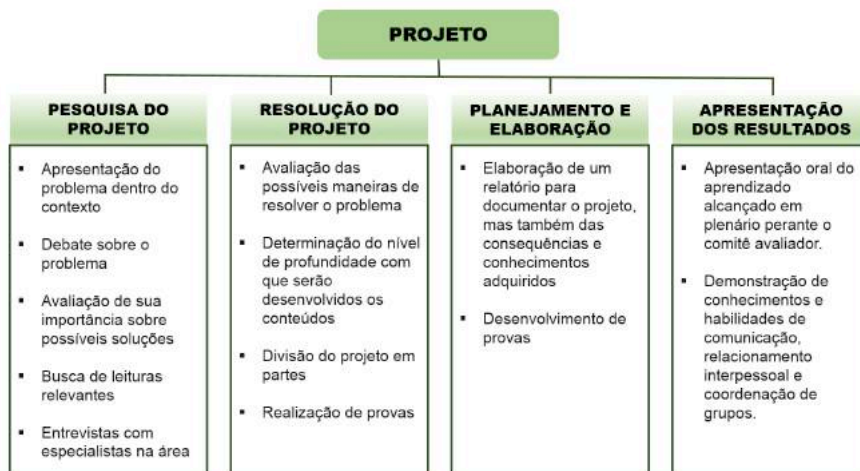 PROJETO
PESQUISA DO
PROJETO
▪ Apresentação do
problema dentro do
contexto
▪ Debate sobre o
problema
▪ Avaliação de sua
importância sobre
possíveis soluções
▪ Busca de leituras
relevantes
▪ Entrevistas com
especialistas na área
RESOLUÇÃO DO
PROJETO
▪ Avaliação das
possíveis maneiras de
resolver o problema
▪ Determinação do nível
de profundidade com
que serão
desenvolvidos os
conteúdos
▪ Divisão do projeto em
partes
▪ Realização de provas
PLANEJAMENTO E
ELABORAÇÃO
▪ Elaboração de um
relatório para
documentar o projeto,
mas também das
consequências e
conhecimentos
adquiridos
▪ Desenvolvimento de
provas
APRESENTAÇÃO
DOS RESULTADOS
▪ Apresentação oral do
aprendizado
alcançado em
plenário perante o
comitê avaliador.
▪ Demonstração de
conhecimentos e
habilidades de
comunicação,
relacionamento
interpessoal e
coordenação de
grupos.